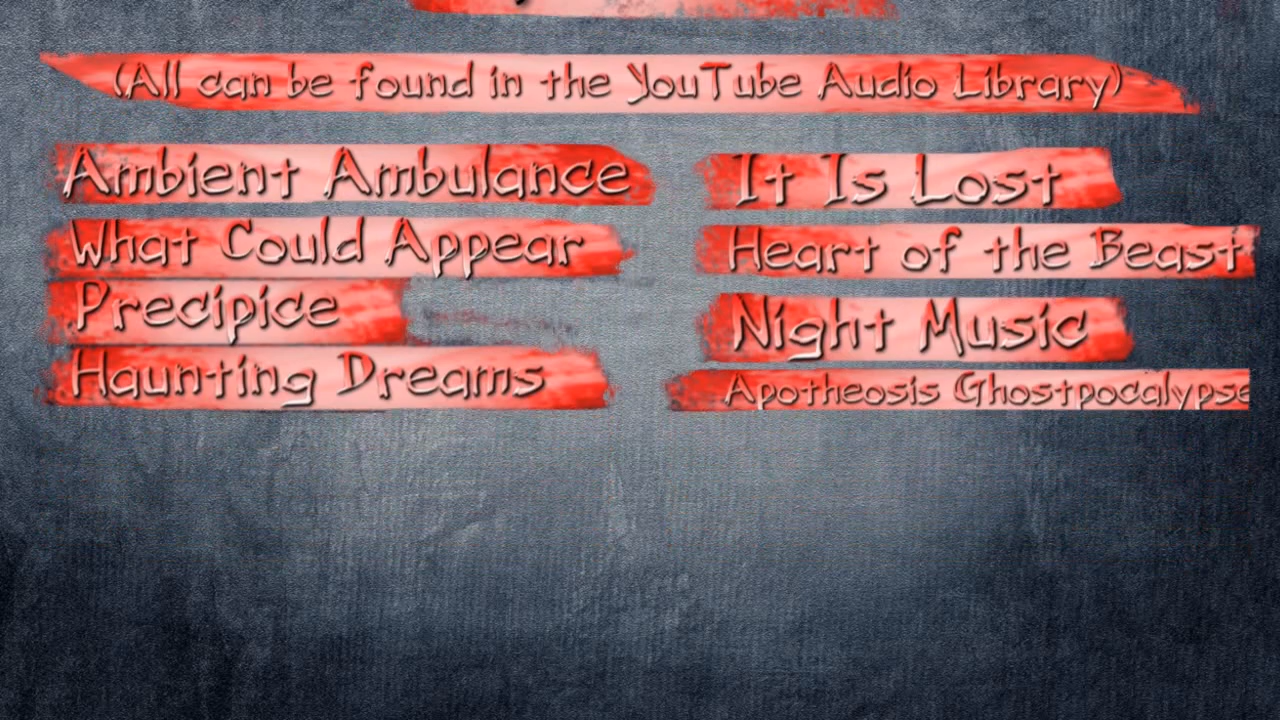 (All can be found in the YouTube Audio Library)
Ambient Ambulance
What Could Appear
Precipice
Haunting Dreams
It Is Lost
Heart of the Beast
Night Music
Apotheosis Ghostpocalypse